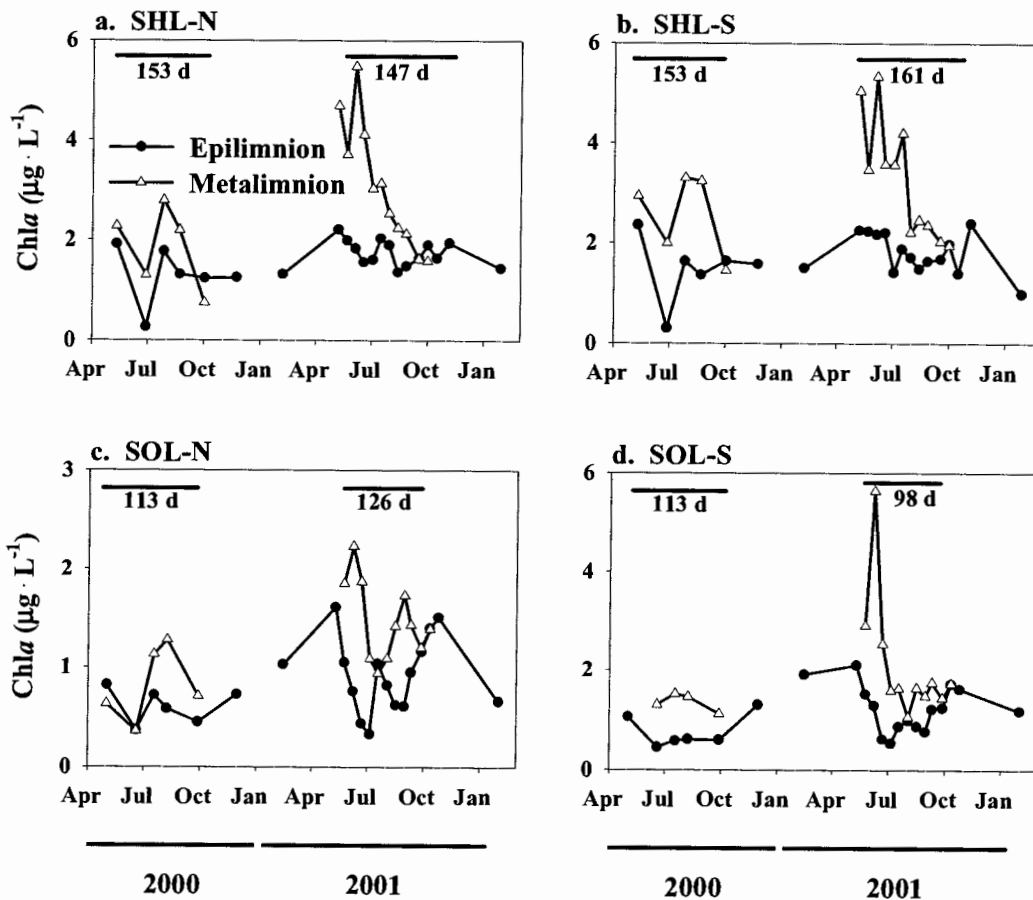 a. SHL-N
b. SHL-S
6
4
2
0
153 d
147 d
Epilimnion
Metalimnion
Chla (µg · L⁻¹)
Apr Jul Oct Jan Apr Jul Oct Jan
6
4
2
0
153 d
161 d
Apr Jul Oct Jan Apr Jul Oct Jan
c. SOL-N
d. SOL-S
3
2
1
0
113 d
126 d
Chla (µg · L⁻¹)
Apr Jul Oct Jan Apr Jul Oct Jan
2000 2001
6
4
2
0
113 d
98 d
Apr Jul Oct Jan Apr Jul Oct Jan
2000 2001